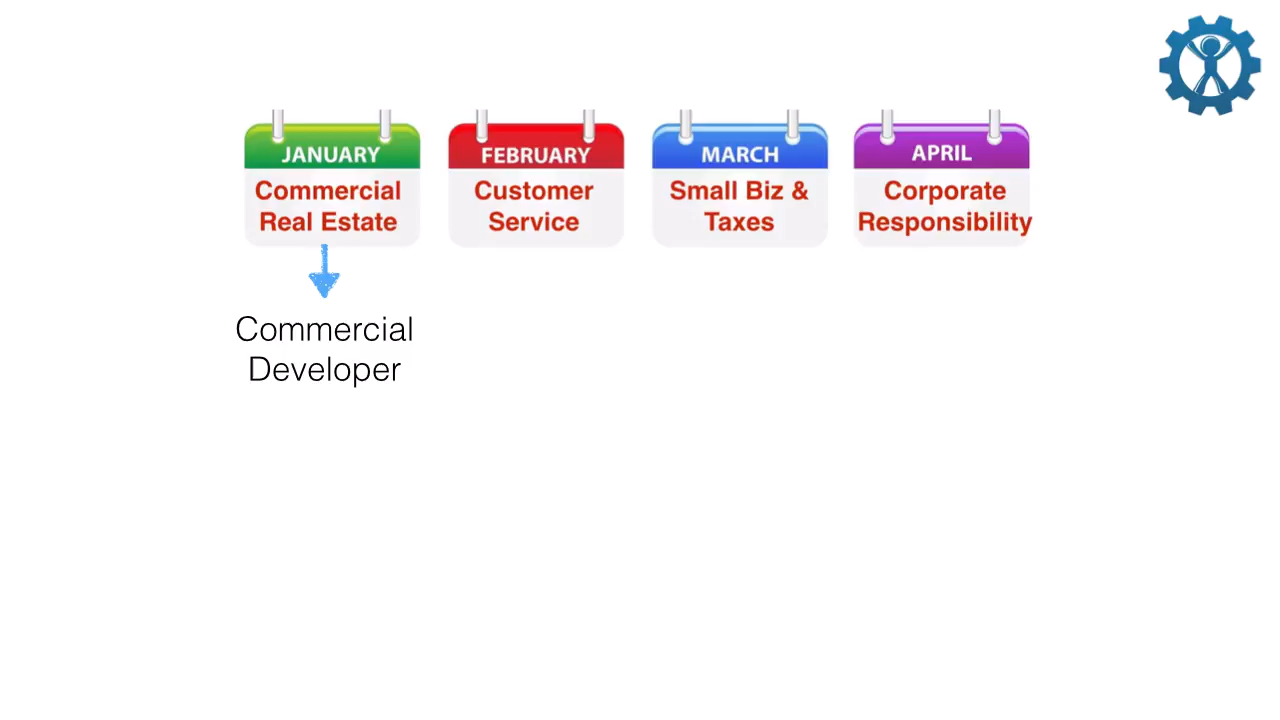 JANUARY
Commercial
Real Estate
FEBRUARY
Customer
Service
MARCH
Small Biz &
Taxes
APRIL
Corporate
Responsibility
Commercial
Developer